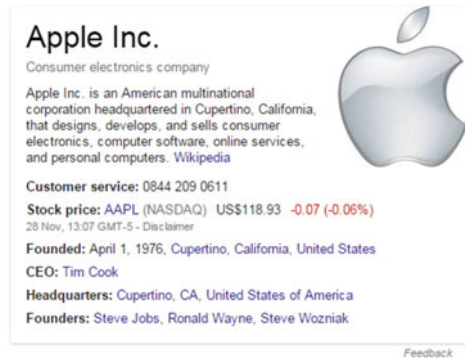 Apple Inc.
Consumer electronics company
Apple Inc. is an American multinational
corporation headquartered in Cupertino, California,
that designs, develops, and sells consumer
electronics, computer software, online services,
and personal computers. Wikipedia
Customer service: 0844 209 0611
Stock price: AAPL (NASDAQ) US$118.93 -0.07 (-0.06%)
28 Nov, 13:07 GMT-5 - Disclaimer
Founded: April 1, 1976, Cupertino, California, United States
CEO: Tim Cook
Headquarters: Cupertino, CA, United States of America
Founders: Steve Jobs, Ronald Wayne, Steve Wozniak
Feedback